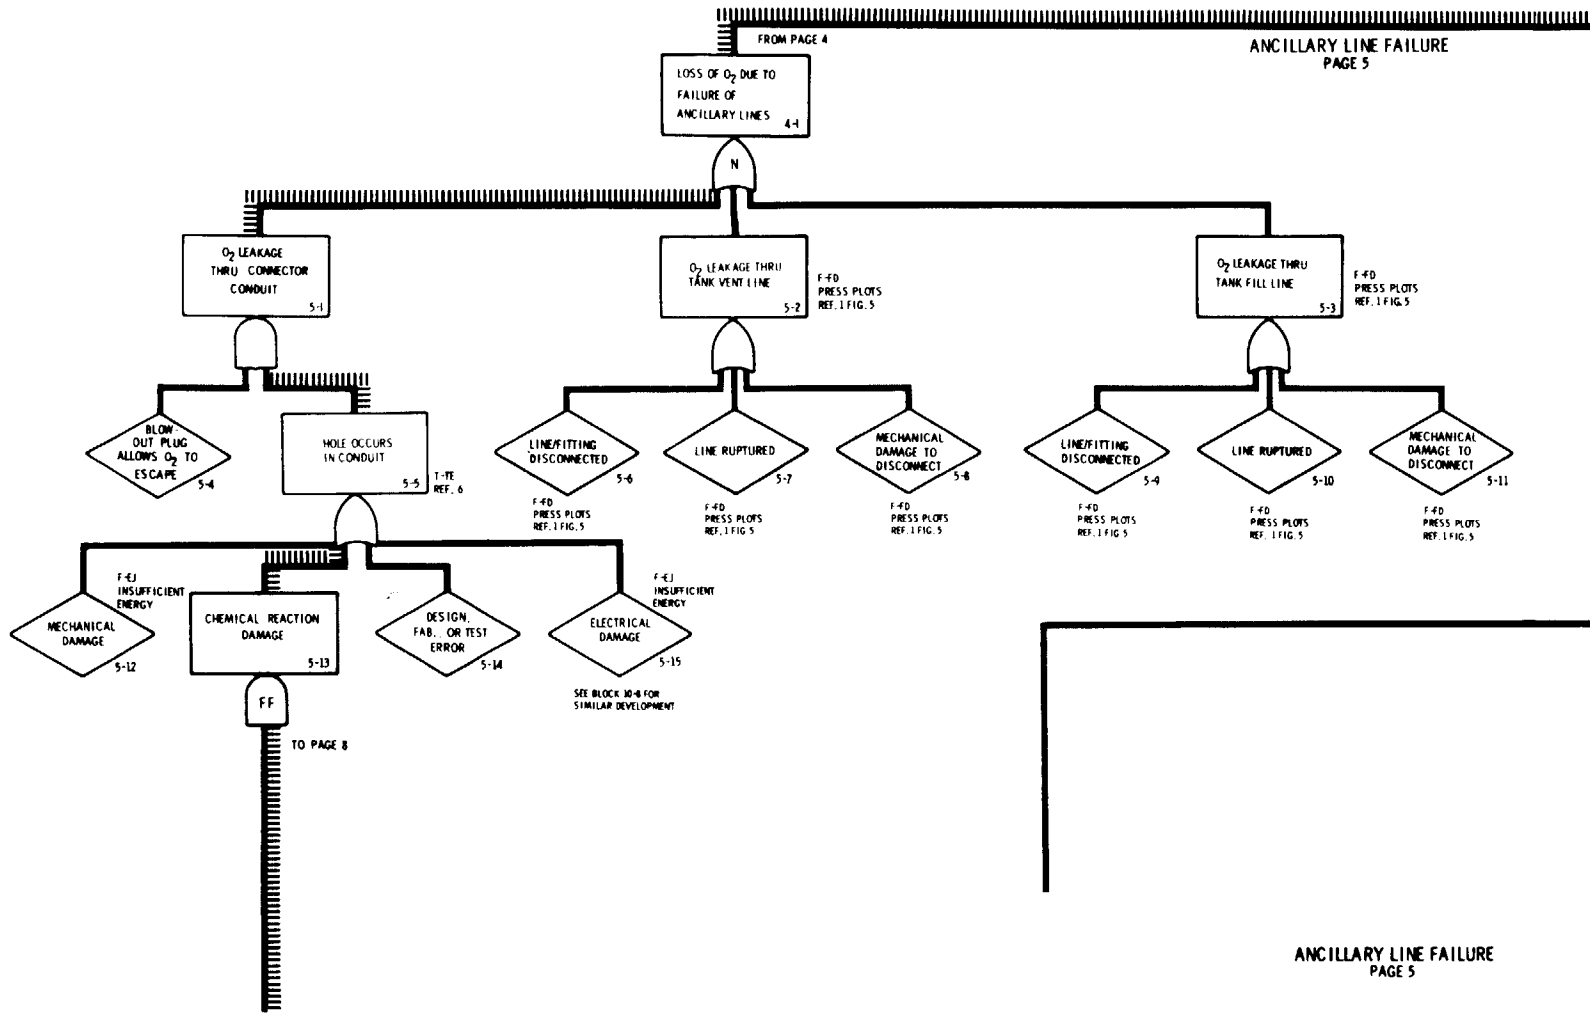 FROM PAGE 4
ANCILLARY LINE FAILURE
PAGE 5
LOSS OF O2 DUE TO
FAILURE OF
ANCILLARY LINES
4-1
N
O2 LEAKAGE
THRU CONNECTOR
CONDUIT
5-1
O2 LEAKAGE THRU
TANK VENT LINE
5-2
F-FD
PRESS PLOTS
REF. 1 FIG. 5
O2 LEAKAGE THRU
TANK FILL LINE
5-3
F-FD
PRESS PLOTS
REF. 1 FIG. 5
BLOW-
OUT PLUG
ALLOWS O2 TO
ESCAPE
5-4
HOLE OCCURS
IN CONDUIT
5-5
T-TE
REF. 6
LINE/FITTING
DISCONNECTED
5-6
F-FD
PRESS PLOTS
REF. 1 FIG. 5
LINE RUPTURED
5-7
F-FD
PRESS PLOTS
REF. 1 FIG. 5
MECHANICAL
DAMAGE TO
DISCONNECT
5-8
F-FD
PRESS PLOTS
REF. 1 FIG. 5
LINE/FITTING
DISCONNECTED
5-9
F-FD
PRESS PLOTS
REF. 1 FIG. 5
LINE RUPTURED
5-10
F-FD
PRESS PLOTS
REF. 1 FIG. 5
MECHANICAL
DAMAGE TO
DISCONNECT
5-11
F-FD
PRESS PLOTS
REF. 1 FIG. 5
F-EJ
INSUFFICIENT
ENERGY
MECHANICAL
DAMAGE
5-12
CHEMICAL REACTION
DAMAGE
5-13
DESIGN,
FAB., OR TEST
ERROR
5-14
F-EJ
INSUFFICIENT
ENERGY
ELECTRICAL
DAMAGE
5-15
SEE BLOCK 10-8 FOR
SIMILAR DEVELOPMENT
FF
TO PAGE 8
ANCILLARY LINE FAILURE
PAGE 5